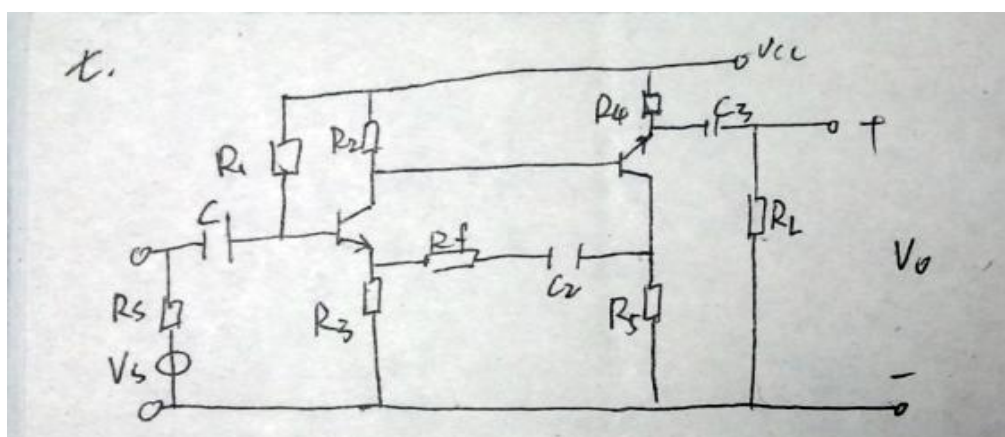 t.
Vcc
R4
C3
+
R2
R1
C
Rf
RL
Vo
C2
Rs
R3
R5
Vs
-